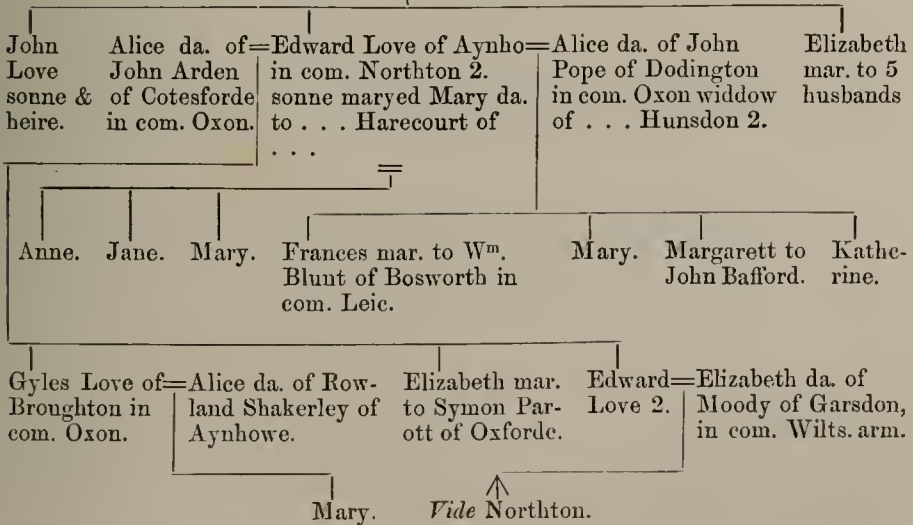 John
Love
sonne &
heire.
Alice da. of
John Arden
of Cotesforde
in com. Oxon.
=Edward Love of Aynho=
in com. Northton 2.
sonne maryed Mary da.
to . . . Harecourt of
. . .
Alice da. of John
Pope of Dodington
in com. Oxon widdow
of . . . Hunsdon 2.
Elizabeth
mar. to 5
husbands
=
Anne.
Jane.
Mary.
Frances mar. to Wm.
Blunt of Bosworth in
com. Leic.
Mary.
Margarett to
John Bafford.
Kathe-
rine.
Gyles Love of=
Broughton in
com. Oxon.
Alice da. of Row-
land Shakerley of
Aynhowe.
Elizabeth mar.
to Symon Par-
ott of Oxforde.
Edward=
Love 2.
Elizabeth da. of
Moody of Garsdon,
in com. Wilts. arm.
Mary.
Vide Northton.